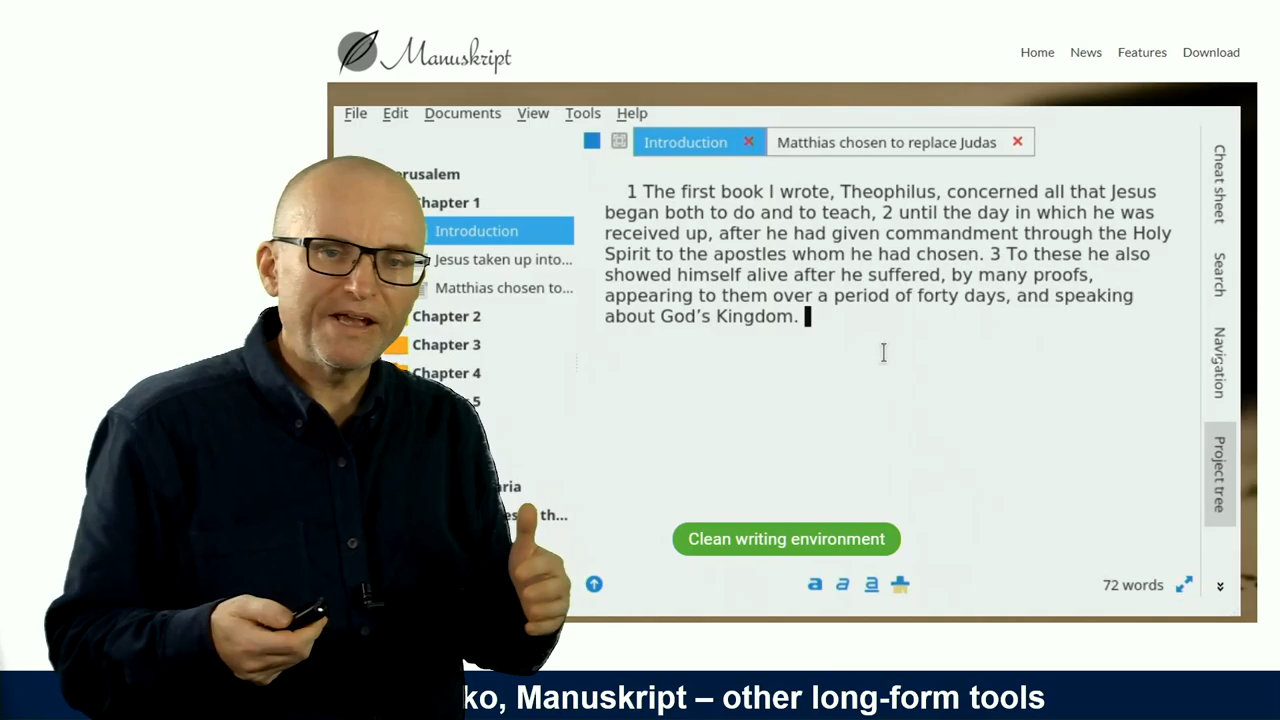 Manuskript
Home News Features Download
File Edit Documents View Tools Help
Introduction
Matthias chosen to replace Judas
Chapter 1
Introduction
Jesus taken up into...
Matthias chosen to...
Chapter 2
Chapter 3
Chapter 4
1 The first book I wrote, Theophilus, concerned all that Jesus
began both to do and to teach, 2 until the day in which he was
received up, after he had given commandment through the Holy
Spirit to the apostles whom he had chosen. 3 To these he also
showed himself alive after he suffered, by many proofs,
appearing to them over a period of forty days, and speaking
about God’s Kingdom.
Cheat sheet
Search
Navigation
Project tree
Clean writing environment
a a a
72 words
ko, Manuskript – other long-form tools